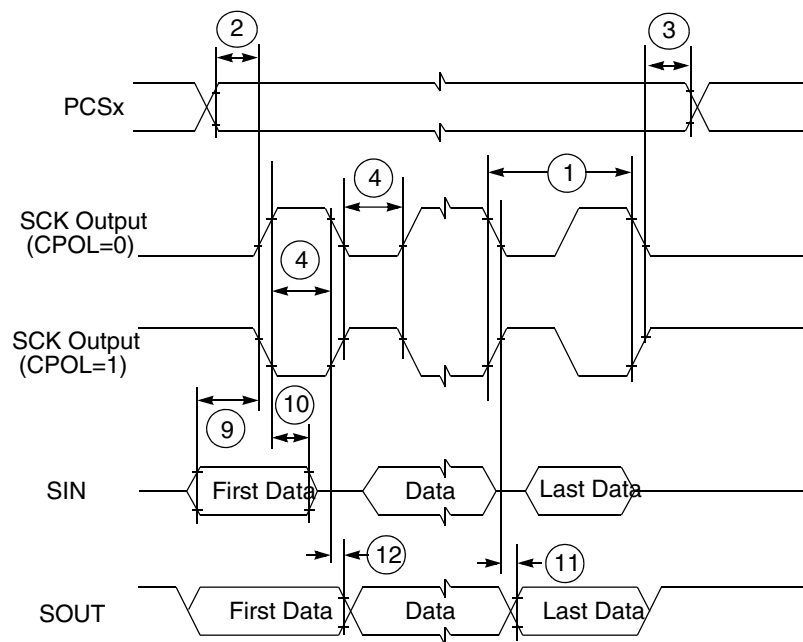 2
3
PCSx
4
1
SCK Output
(CPOL=0)
4
SCK Output
(CPOL=1)
9
10
SIN
First Data
Data
Last Data
12
11
SOUT
First Data
Data
Last Data